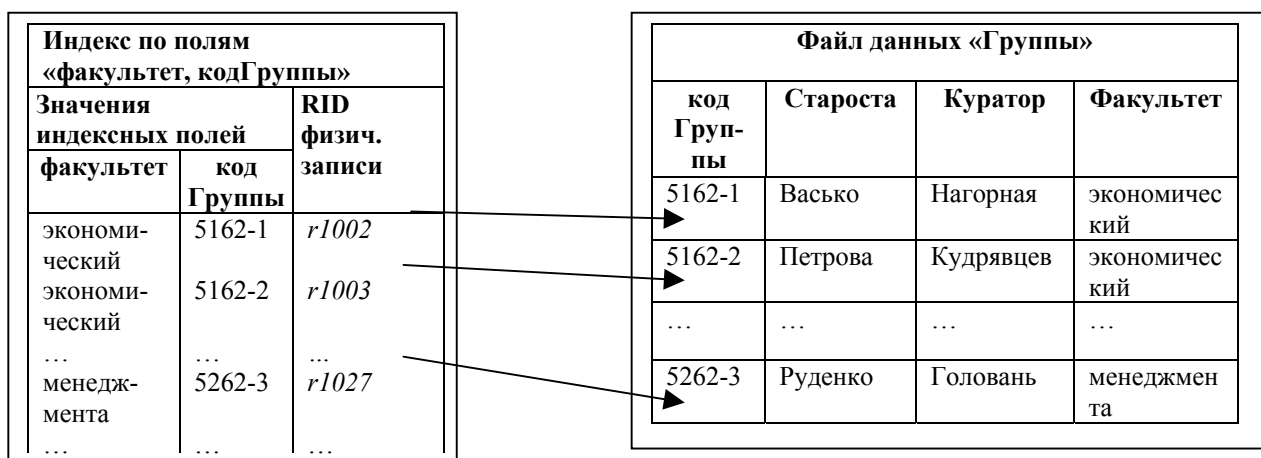 Индекс по полям
«факультет, кодГруппы»
Значения
индексных полей
RID
физич.
записи
факультет
код
Группы
экономи-
ческий
5162-1
r1002
экономи-
ческий
5162-2
r1003
…
…
...
менедж-
мента
5262-3
r1027
…
…
…
Файл данных «Группы»
код
Груп-
пы
Староста
Куратор
Факультет
5162-1
Васько
Нагорная
экономичес
кий
5162-2
Петрова
Кудрявцев
экономичес
кий
…
…
…
…
5262-3
Руденко
Головань
менеджмен
та